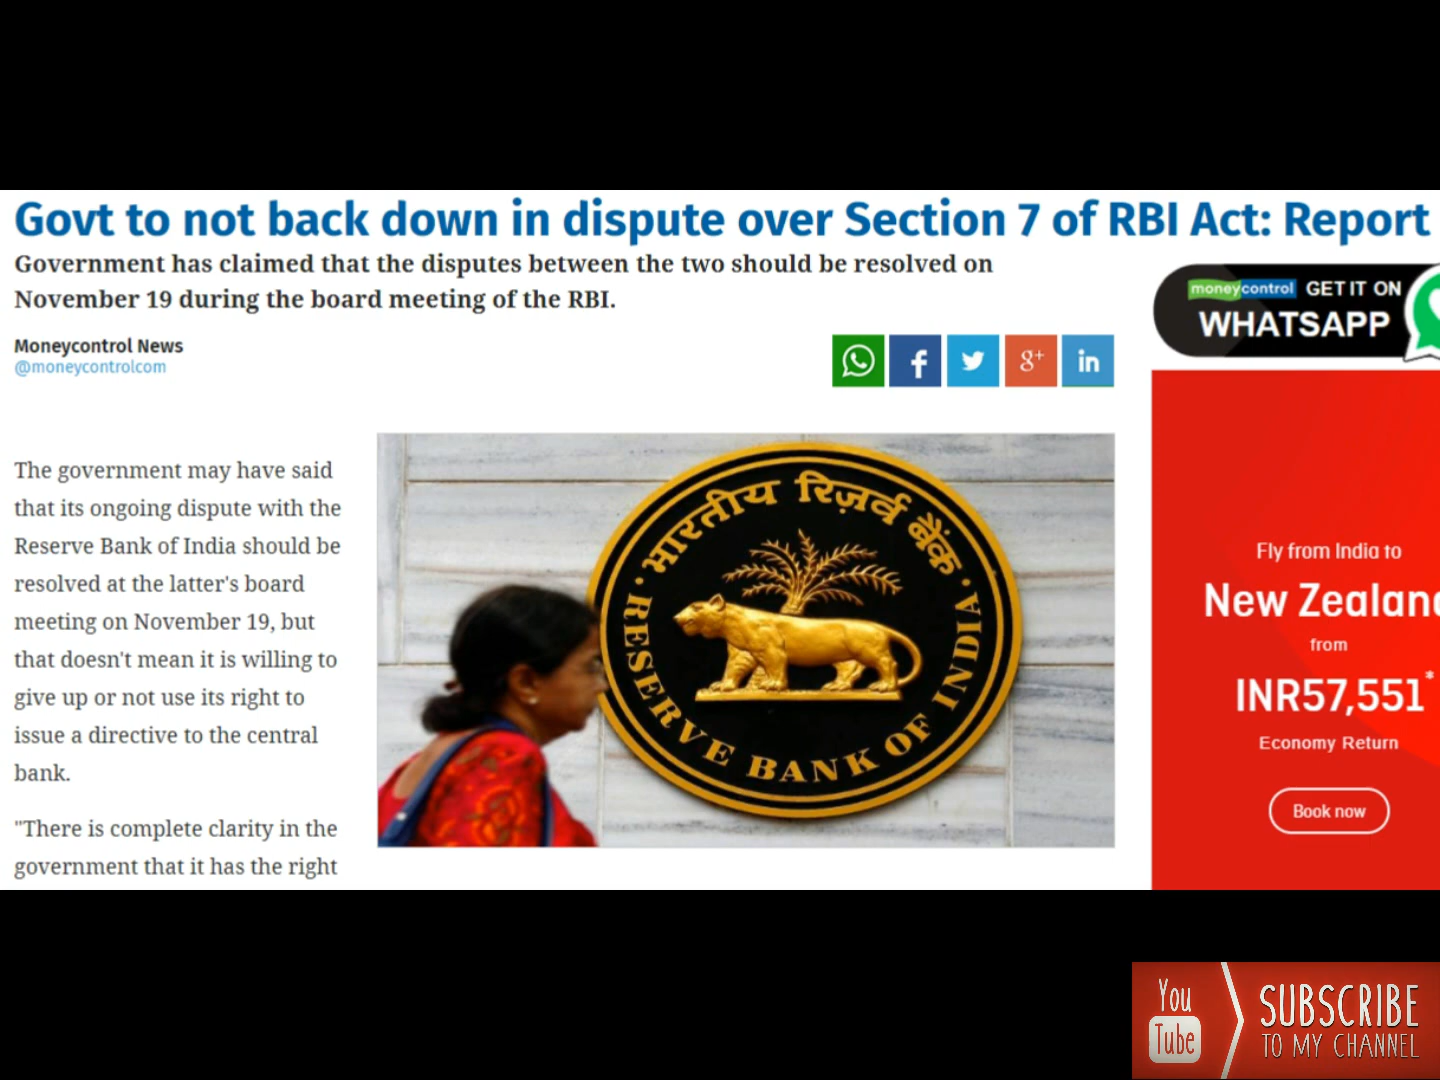 Govt to not back down in dispute over Section 7 of RBI Act: Report
Government has claimed that the disputes between the two should be resolved on
November 19 during the board meeting of the RBI.
moneycontrol GET IT ON
WHATSAPP
Moneycontrol News
@moneycontrolcom
f
g+
in
The government may have said
that its ongoing dispute with the
Reserve Bank of India should be
resolved at the latter's board
meeting on November 19, but
that doesn't mean it is willing to
give up or not use its right to
issue a directive to the central
bank.
"There is complete clarity in the
government that it has the right
भारतीय रिज़र्व बैंक
RESERVE BANK OF INDIA
Fly from India to
New Zealand
from
INR57,551*
Economy Return
Book now
You
Tube
SUBSCRIBE
TO MY CHANNEL